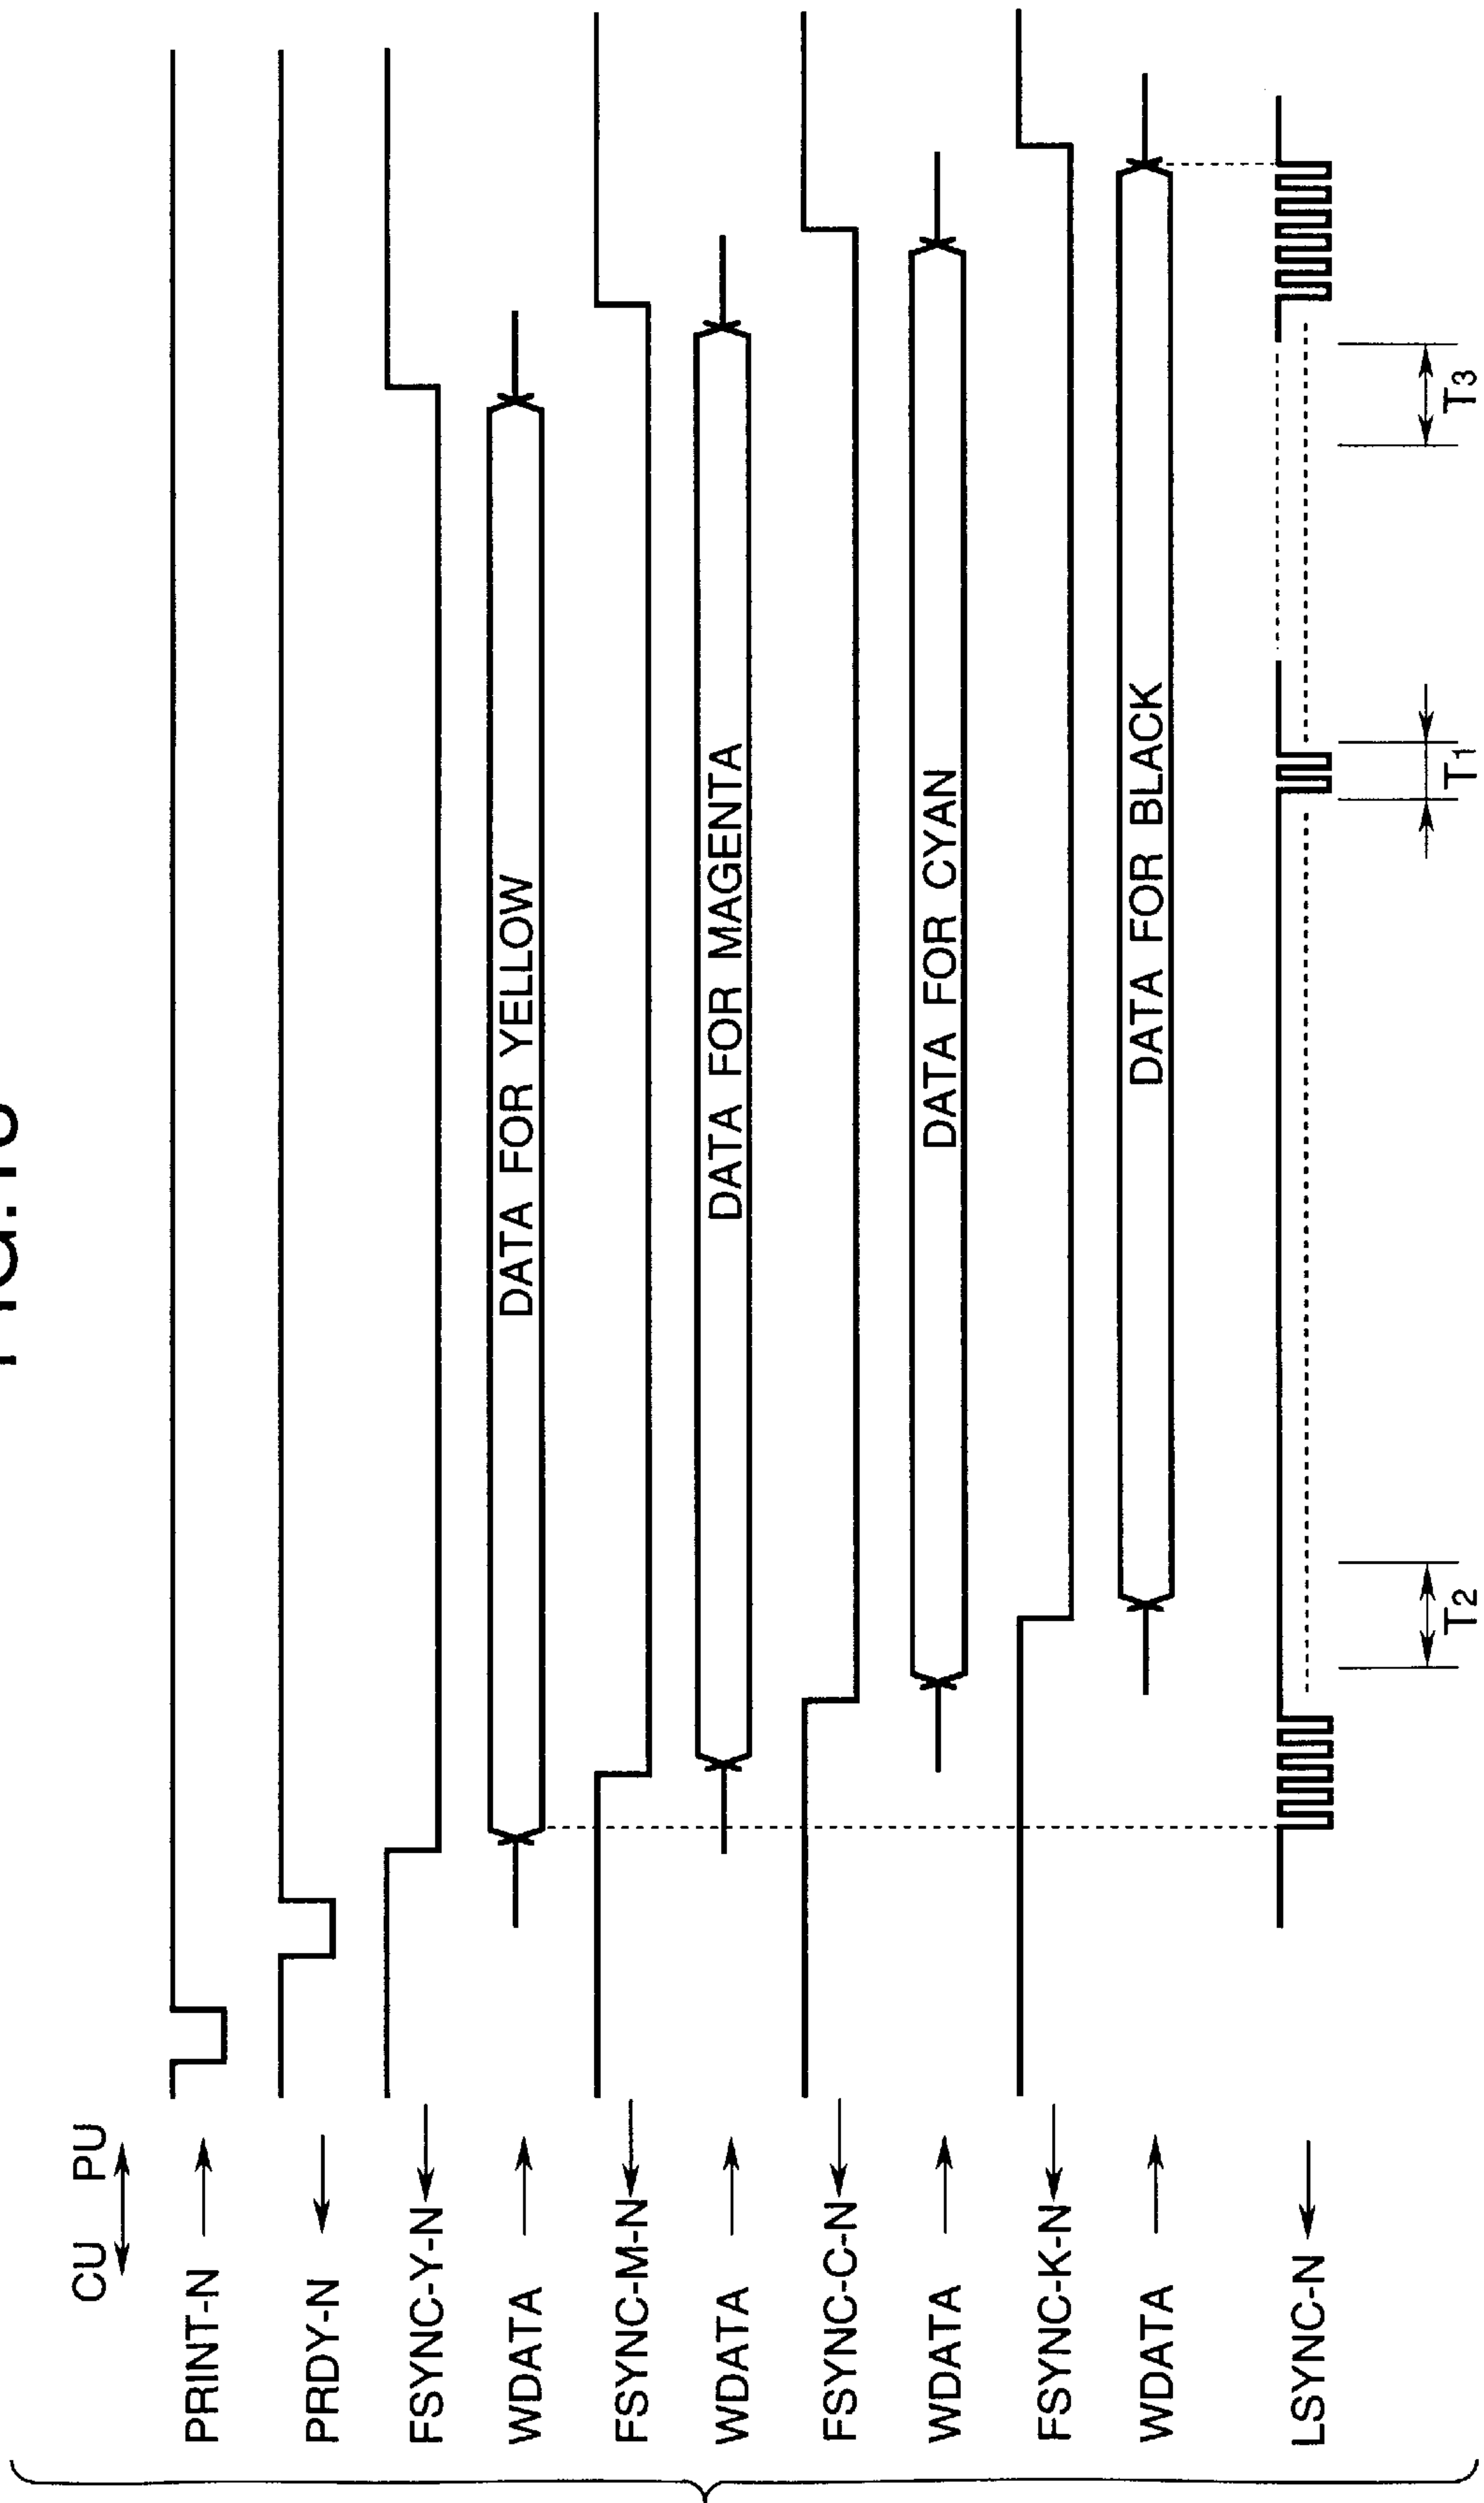 CU PU
PRINT-N
PRDY-N
FSYNC-Y-N
WDATA DATA FOR YELLOW
FSYNC-M-N
WDATA DATA FOR MAGENTA
FSYNC-C-N
WDATA DATA FOR CYAN
FSYNC-K-N
WDATA DATA FOR BLACK
LSYNC-N
T2 T1 T3